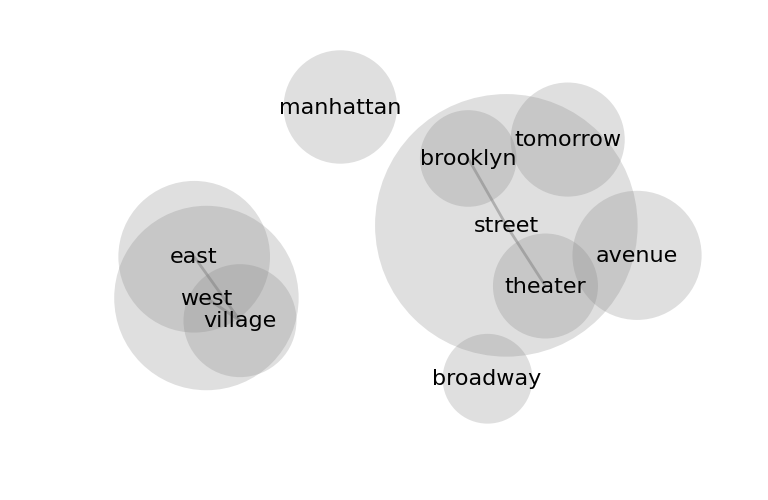 manhattan
tomorrow
brooklyn
street
east
avenue
theater
west
village
broadway